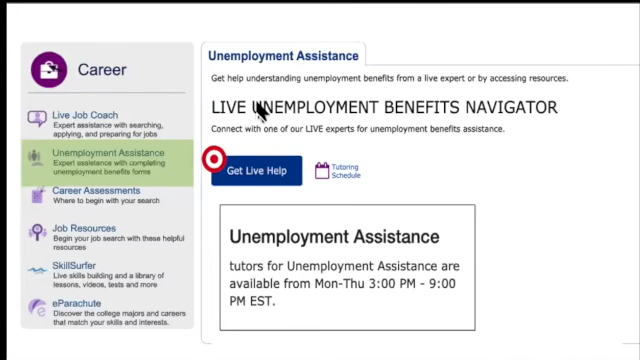 Career
Live Job Coach
Expert assistance with searching,
applying, and preparing for jobs
Unemployment Assistance
Expert assistance with completing
unemployment benefits forms
Career Assessments
Where to begin with your search
Job Resources
Begin your job search with these helpful
resources
SkillSurfer
Live skills building and a library of
lessons, videos, tests and more
eParachute
Discover the college majors and careers
that match your skills and interests.
Unemployment Assistance
Get help understanding unemployment benefits from a live expert or by accessing resources.
LIVE UNEMPLOYMENT BENEFITS NAVIGATOR
Connect with one of our LIVE experts for unemployment benefits assistance.
Get Live Help
Tutoring
Schedule
Unemployment Assistance
tutors for Unemployment Assistance are
available from Mon-Thu 3:00 PM - 9:00
PM EST.